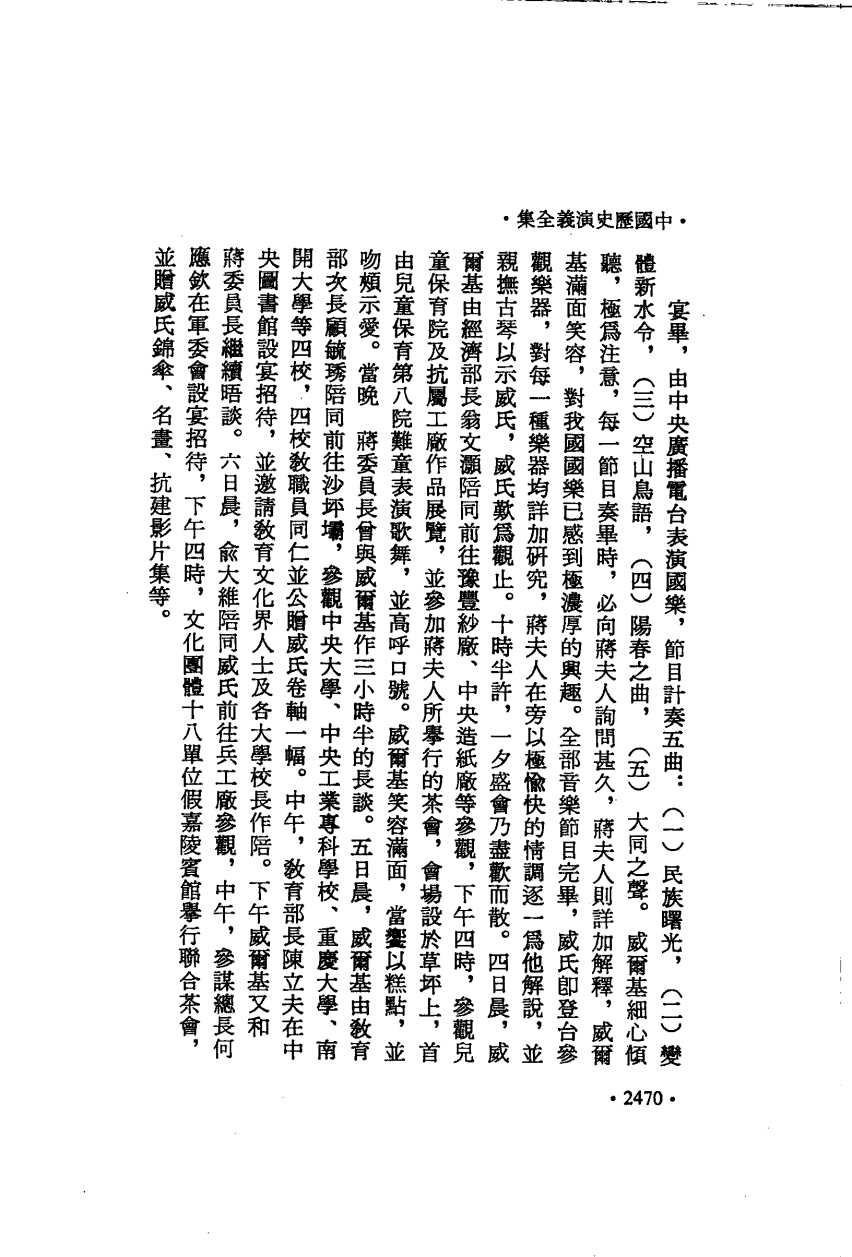 ・中國歷史演義全集・
宴畢，由中央廣播電台表演國樂，節目計奏五曲：（一）民族曙光，（二）變
體新水令，（三）空山鳥語，（四）陽春之曲，（五）大同之聲。威爾基細心傾
聽，極爲注意，每一節目奏畢時，必向蔣夫人詢問甚久，蔣夫人則詳加解釋，威爾
基滿面笑容，對我國國樂已感到極濃厚的興趣。全部音樂節目完畢，威氏卽登台參
觀樂器，對每一種樂器均詳加研究，蔣夫人在旁以極愉快的情調逐一爲他解說，並
親撫古琴以示威氏，威氏歎爲觀止。十時半許，一夕盛會乃盡歡而散。四日晨，威
爾基由經濟部長翁文灝陪同前往豫豐紗廠、中央造紙廠等參觀，下午四時，參觀兒
童保育院及抗屬工廠作品展覽，並參加蔣夫人所舉行的茶會，會場設於草坪上，首
由兒童保育第八院難童表演歌舞，並高呼口號。威爾基笑容滿面，當饗以糕點，並
吻頰示愛。當晚　蔣委員長曾與威爾基作三小時半的長談。五日晨，威爾基由敎育
部次長顧毓琇陪同前往沙坪壩，參觀中央大學、中央工業專科學校、重慶大學、南
開大學等四校，四校敎職員同仁並公贈威氏卷軸一幅。中午，敎育部長陳立夫在中
央圖書館設宴招待，並邀請敎育文化界人士及各大學校長作陪。下午威爾基又和
蔣委員長繼續晤談。六日晨，兪大維陪同威氏前往兵工廠參觀，中午，參謀總長何
應欽在軍委會設宴招待，下午四時，文化團體十八單位假嘉陵賓館舉行聯合茶會，
並贈威氏錦傘、名畫、抗建影片集等。
・2470・